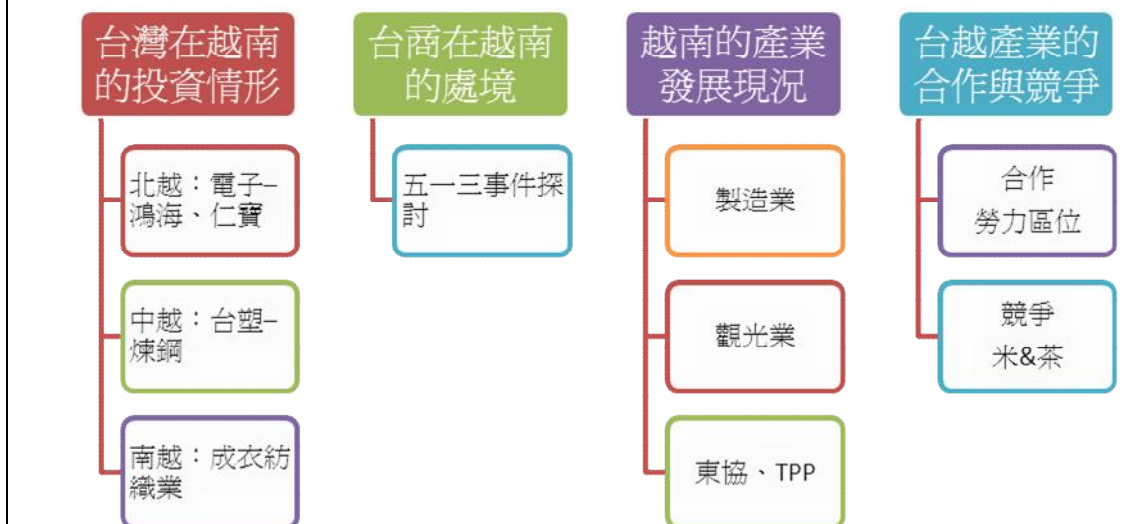 台灣在越南
的投資情形
北越：電子–
鴻海、仁寶
中越：台塑–
煉鋼
南越：成衣紡
織業
台商在越南
的處境
五一三事件探
討
越南的產業
發展現況
製造業
觀光業
東協、TPP
台越產業的
合作與競爭
合作
勞力區位
競爭
米&茶